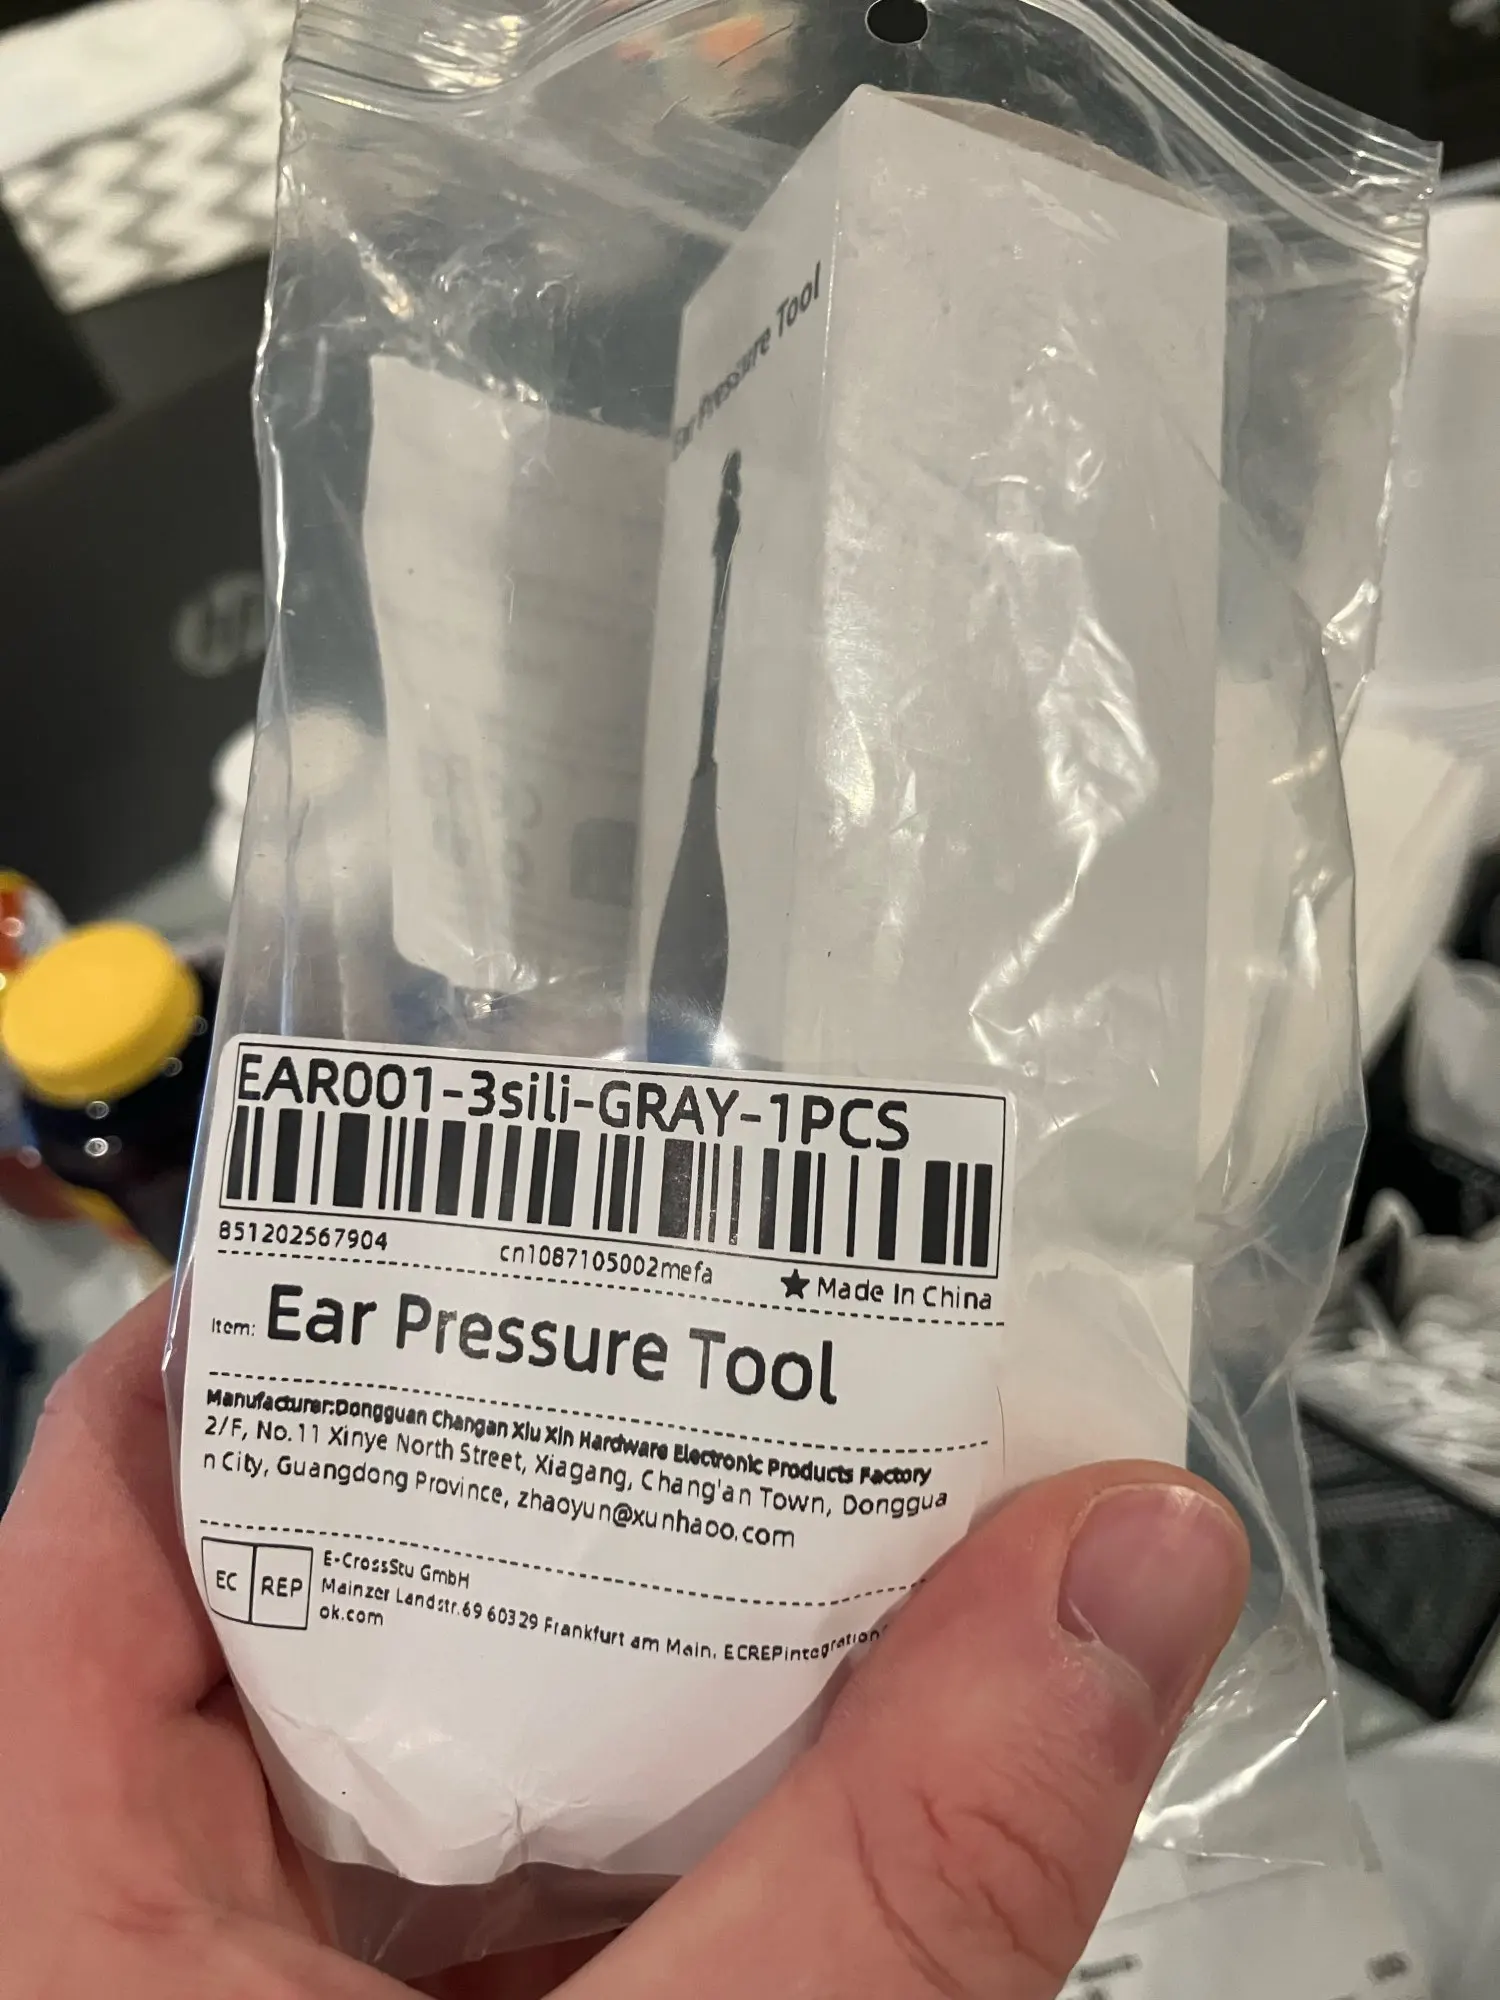 hp
Ear Pressure Tool
EAR001-3sili-GRAY-1PCS
851202567904
cn1087105002mefa
★ Made In China
Item: Ear Pressure Tool
Manufacturer:Dongguan Changan Xiu Xin Hardware Electronic Products Factory
2/F, No.11 Xinye North Street, Xiagang, Chang'an Town, Donggua
n City, Guangdong Province, zhaoyun@xunhaoo.com
EC REP
E-CrossStu GmbH
Mainzer Landstr.69 60329 Frankfurt am Main. ECREPintegration
ok.com